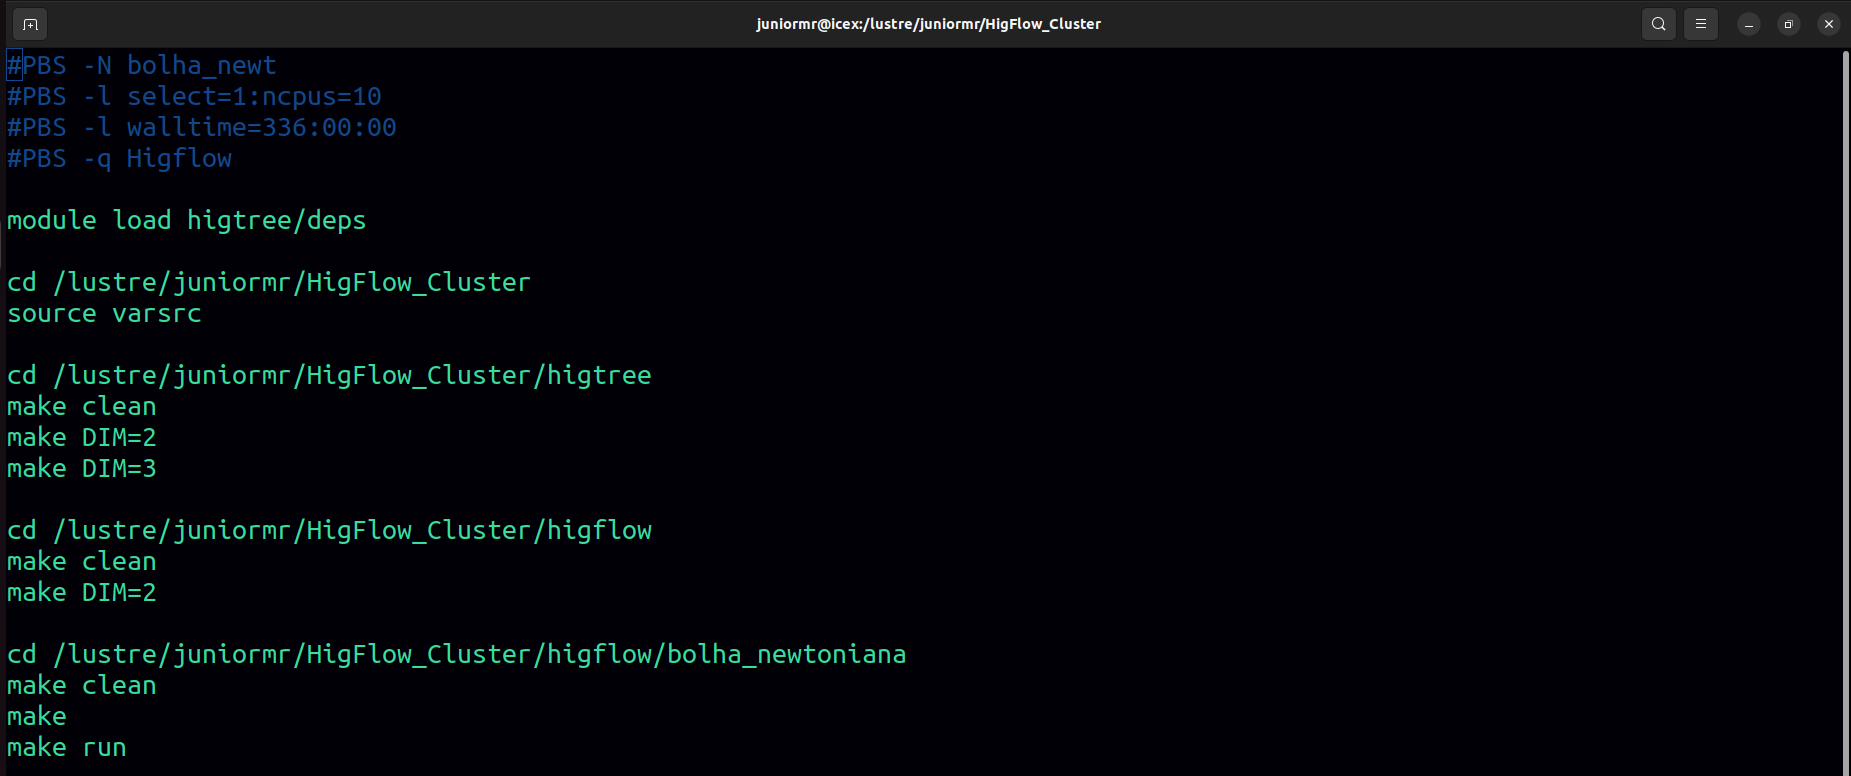 juniormr@icex:/lustre/juniormr/HigFlow_Cluster
#PBS -N bolha_newt
#PBS -l select=1:ncpus=10
#PBS -l walltime=336:00:00
#PBS -q Higflow
module load higtree/deps
cd /lustre/juniormr/HigFlow_Cluster
source varsrc
cd /lustre/juniormr/HigFlow_Cluster/higtree
make clean
make DIM=2
make DIM=3
cd /lustre/juniormr/HigFlow_Cluster/higflow
make clean
make DIM=2
cd /lustre/juniormr/HigFlow_Cluster/higflow/bolha_newtoniana
make clean
make
make run